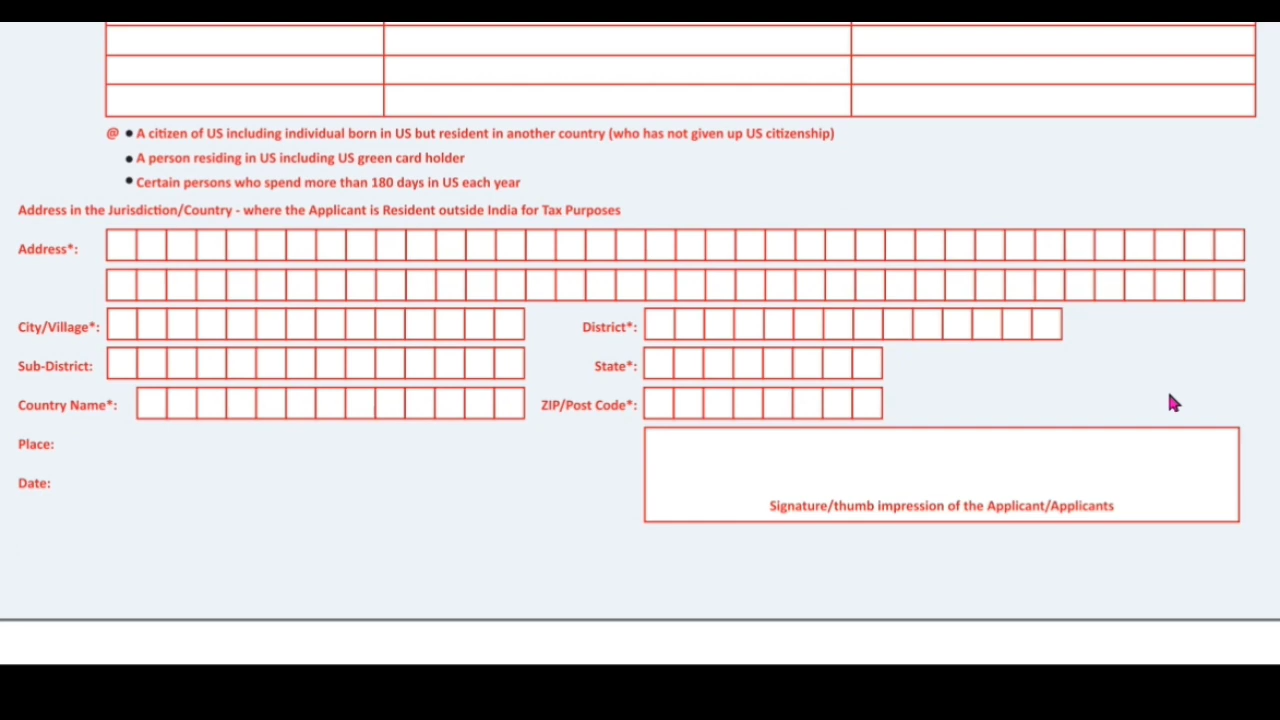 @ • A citizen of US including individual born in US but resident in another country (who has not given up US citizenship)
• A person residing in US including US green card holder
• Certain persons who spend more than 180 days in US each year
Address in the Jurisdiction/Country - where the Applicant is Resident outside India for Tax Purposes
Address*:
City/Village*: District*:
Sub-District: State*:
Country Name*: ZIP/Post Code*:
Place:
Date:
Signature/thumb impression of the Applicant/Applicants